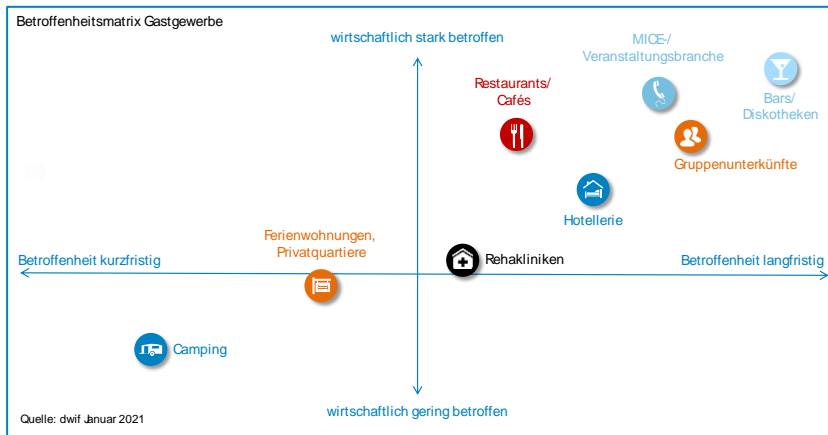 Betroffenheitsmatrix Gastgewerbe
wirtschaftlich stark betroffen
MICE-/
Veranstaltungsbranche
Restaurants/
Cafés
Bars/
Diskotheken
Gruppenunterkünfte
Hotellerie
Ferienwohnungen,
Privatquartiere
Betroffenheit kurzfristig
Rehakliniken
Betroffenheit langfristig
Camping
wirtschaftlich gering betroffen
Quelle: dwif Januar 2021